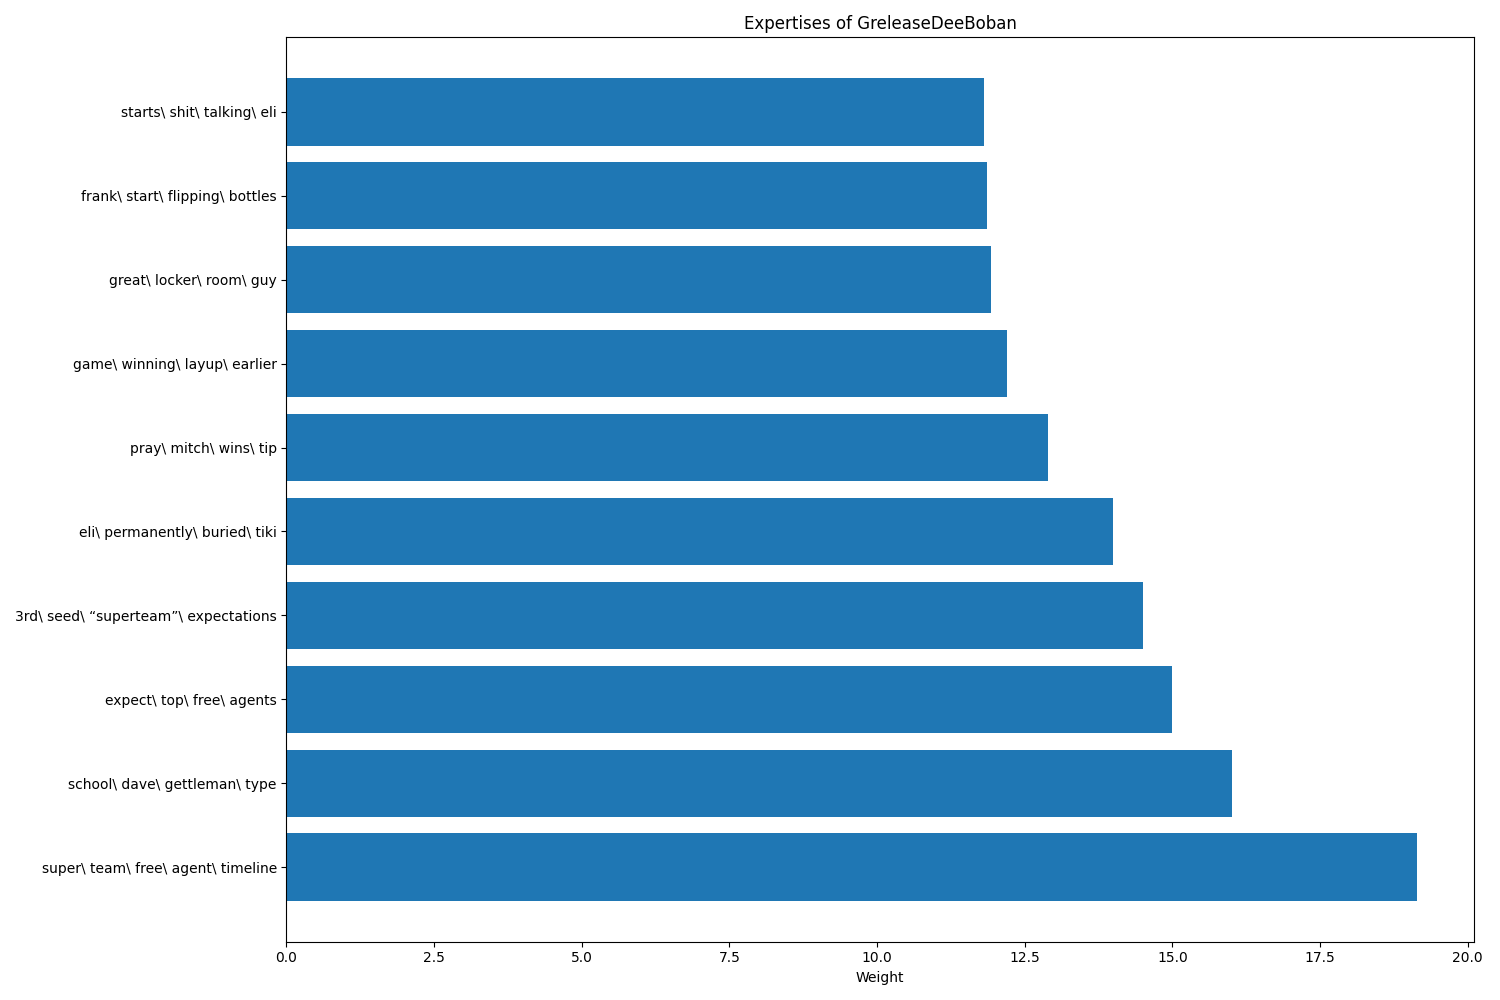 Expertises of GreleaseDeeBoban
starts\ shit\ talking\ eli
frank\ start\ flipping\ bottles
great\ locker\ room\ guy
game\ winning\ layup\ earlier
pray\ mitch\ wins\ tip
eli\ permanently\ buried\ tiki
3rd\ seed\ “superteam”\ expectations
expect\ top\ free\ agents
school\ dave\ gettleman\ type
super\ team\ free\ agent\ timeline
0.0 2.5 5.0 7.5 10.0 12.5 15.0 17.5 20.0
Weight